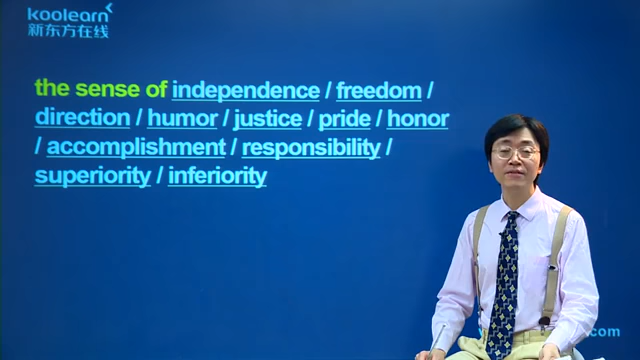 koolearn
新东方在线
the sense of independence / freedom /
direction / humor / justice / pride / honor
/ accomplishment / responsibility /
superiority / inferiority
.com